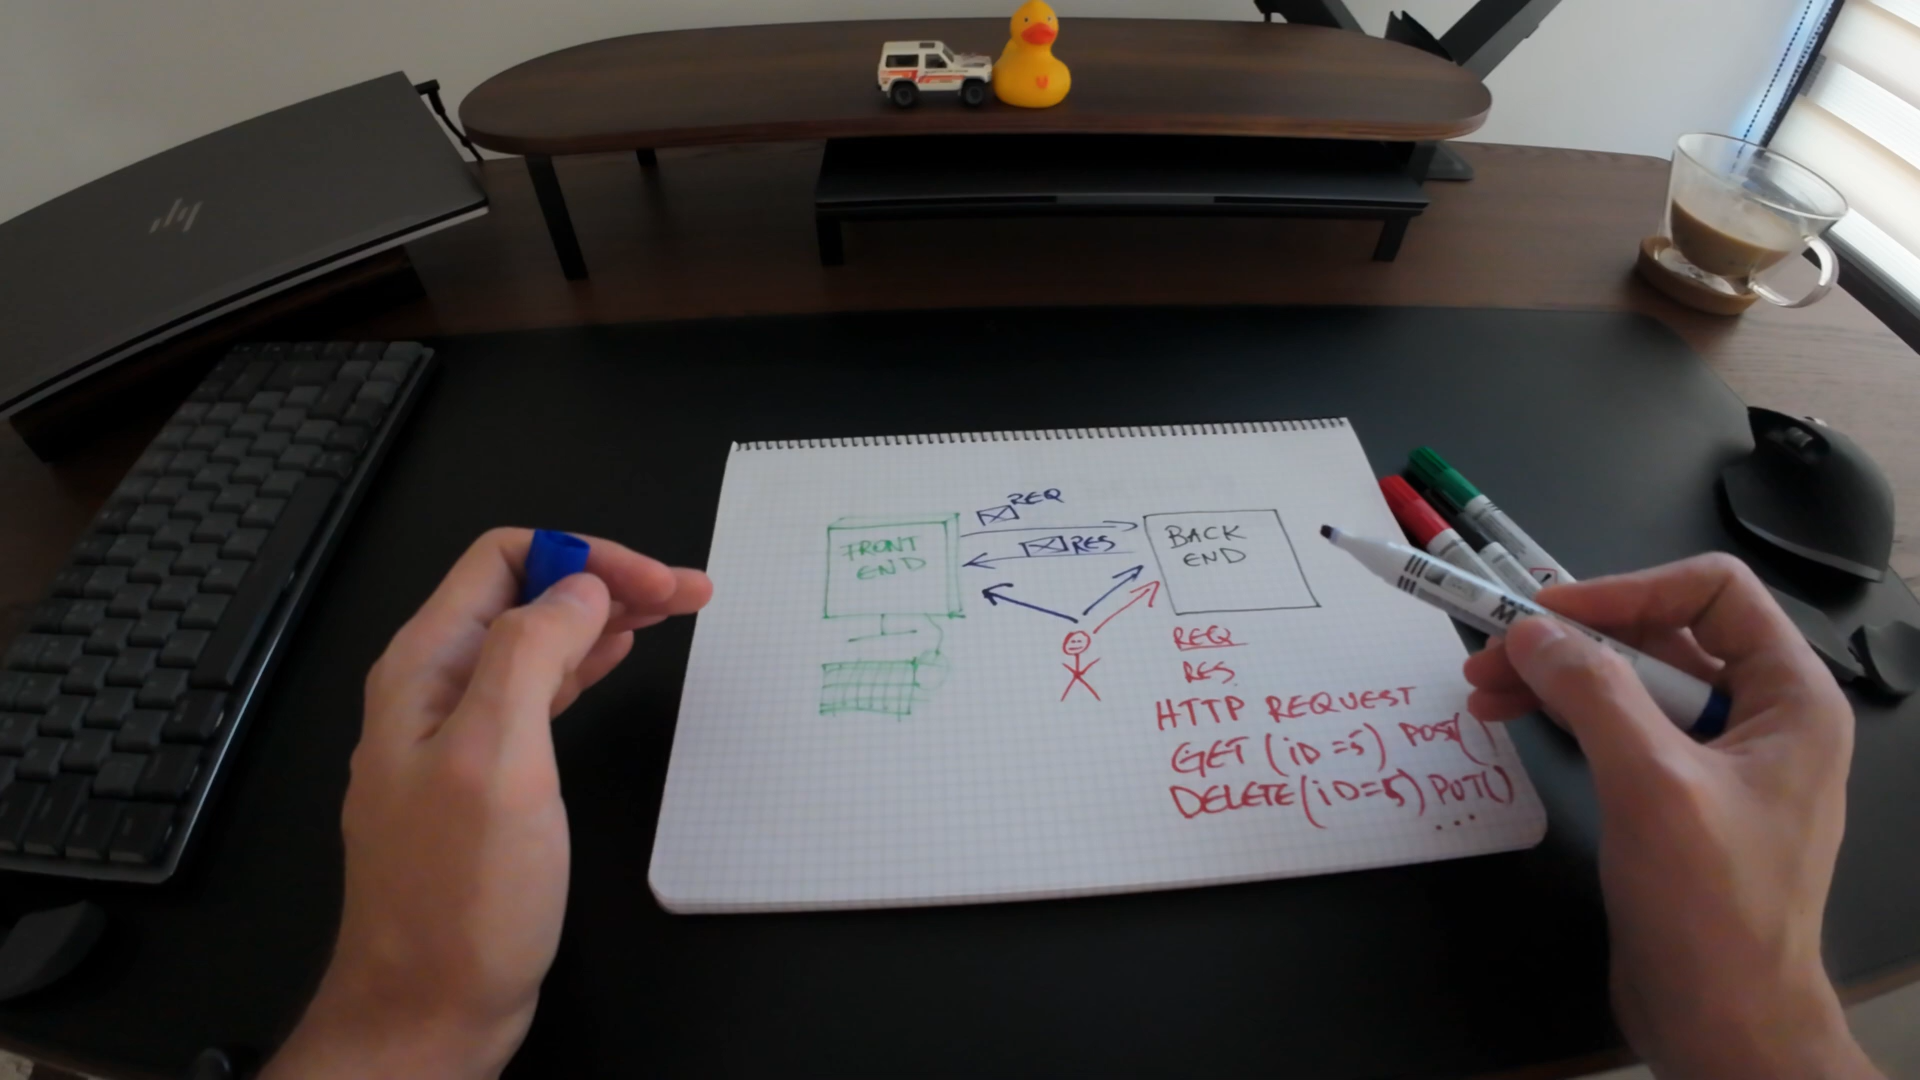 REQ
FRONT
END
RES
BACK
END
REQ
RES
HTTP REQUEST
GET (iD=5) POST()
DELETE(iD=5) PUT()
...